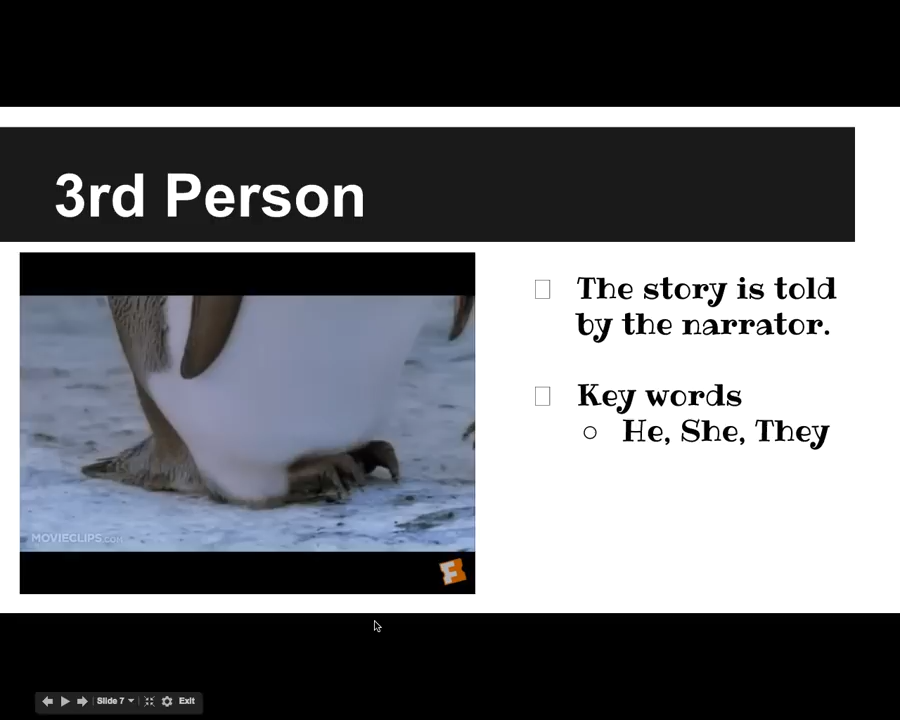 3rd Person
The story is told
by the narrator.
Key words
He, She, They
MOVIECLIPS.COM
Slide 7
Exit